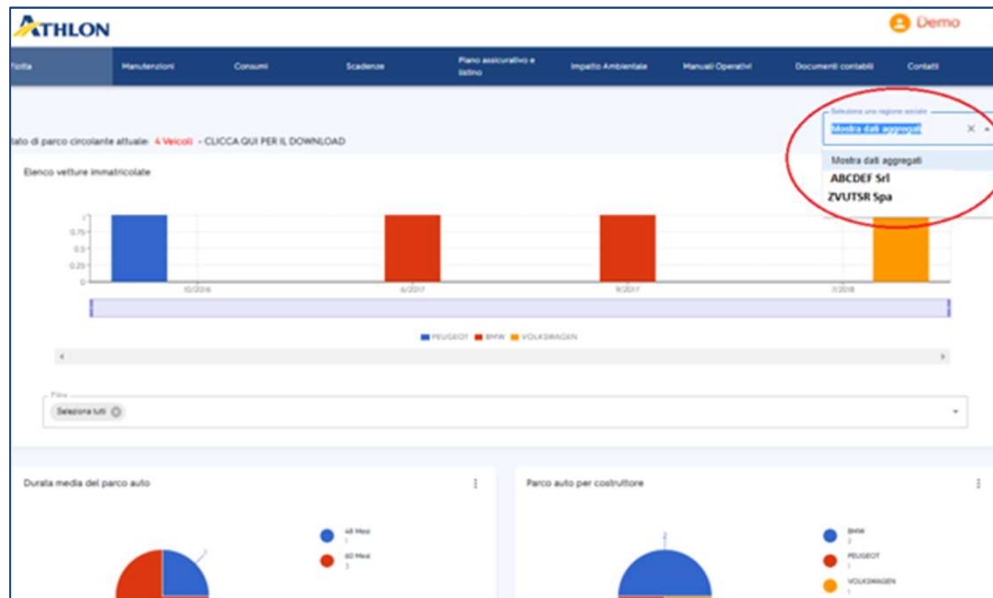 ATHLON
Demo
Flotta
Manutenzioni
Consumi
Scadenze
Piano assicurativo e
listino
Impatto Ambientale
Manuali Operativi
Documenti contabili
Contatti
Seleziona una ragione sociale
Mostra dati aggregati
tato di parco circolante attuale: 4 Veicoli - CLICCA QUI PER IL DOWNLOAD
Mostra dati aggregati
ABCDEF Srl
ZVUTSR Spa
Elenco vetture immatricolate
1
0.75
0.5
0.25
0
10/2016
6/2017
9/2017
7/2018
PEUGEOT BMW VOLKSWAGEN
Filtra
Seleziona tutti
Durata media del parco auto
48 Mesi
1
60 Mesi
3
1
Parco auto per costruttore
2
BMW
2
PEUGEOT
1
VOLKSWAGEN
1